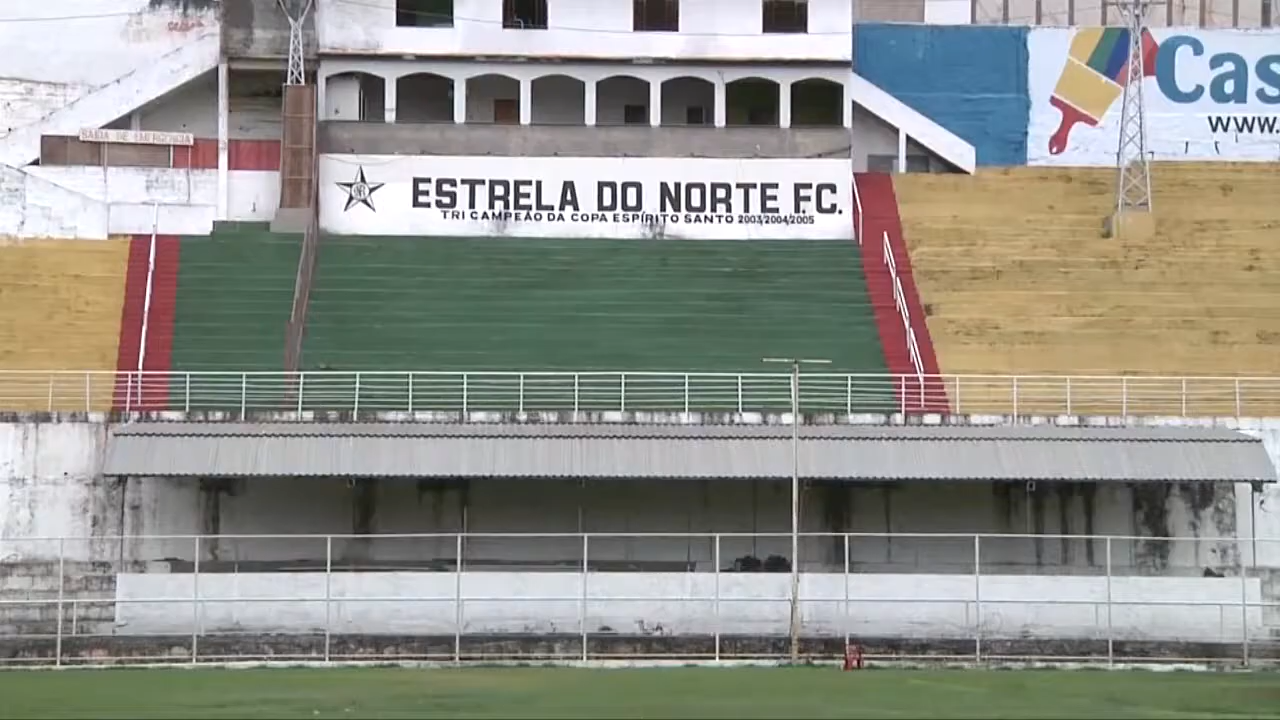 SAÍDA DE EMERGÊNCIA
ESTRELA DO NORTE F.C.
TRI CAMPEÃO DA COPA ESPÍRITO SANTO 2003/2004/2005
Cas
www.